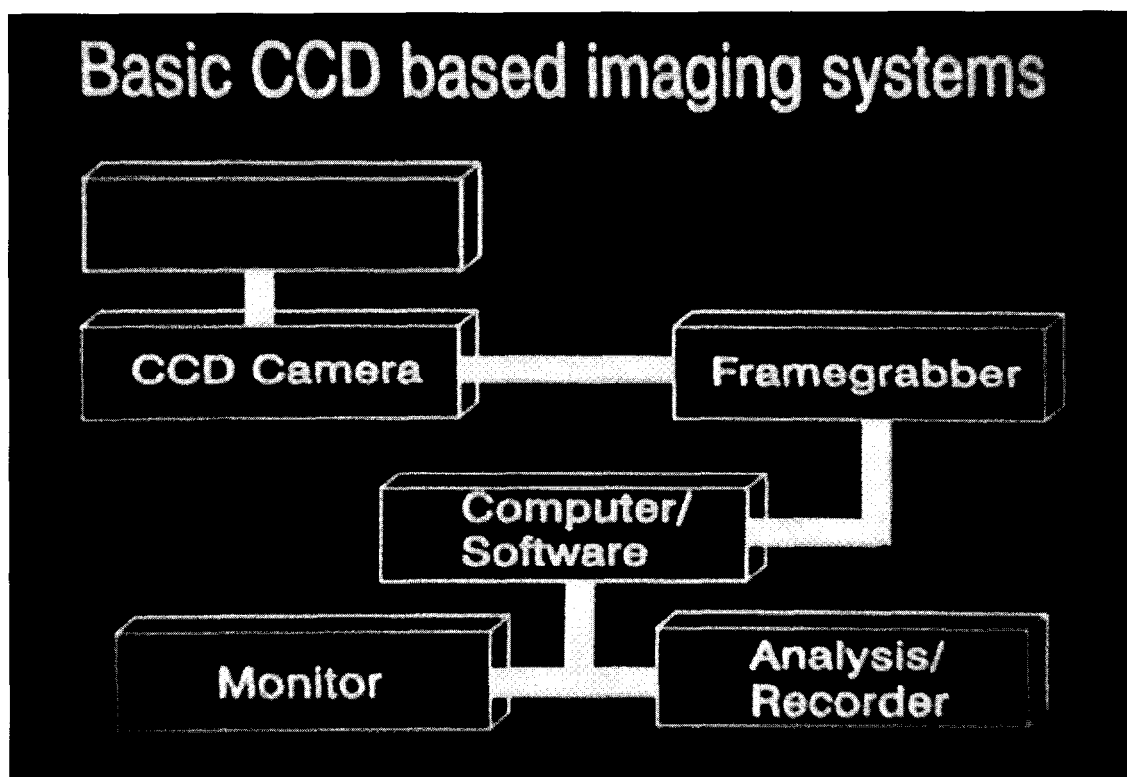 Basic CCD based imaging systems
CCD Camera
Framegrabber
Computer/
Software
Monitor
Analysis/
Recorder